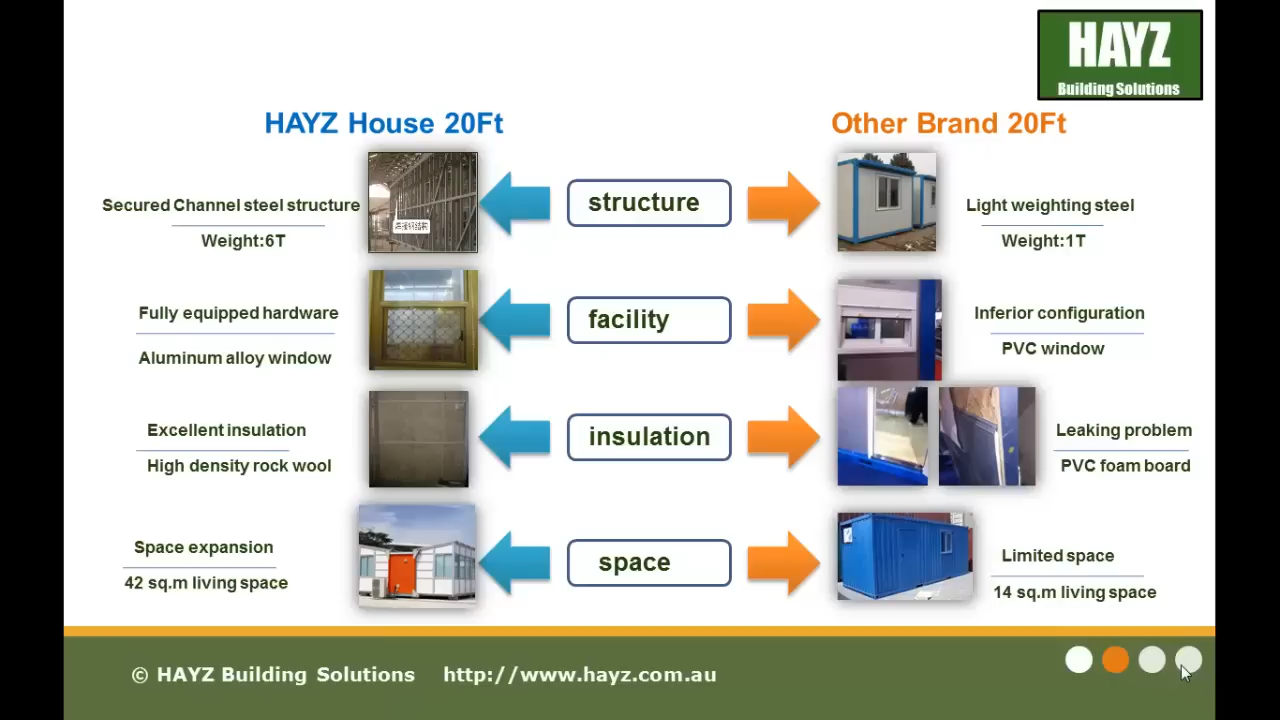 HAYZ
Building Solutions
HAYZ House 20Ft
Other Brand 20Ft
Secured Channel steel structure
Weight:6T
structure
Light weighting steel
Weight:1T
Fully equipped hardware
Aluminum alloy window
facility
Inferior configuration
PVC window
Excellent insulation
High density rock wool
insulation
Leaking problem
PVC foam board
Space expansion
42 sq.m living space
space
Limited space
14 sq.m living space
© HAYZ Building Solutions http://www.hayz.com.au